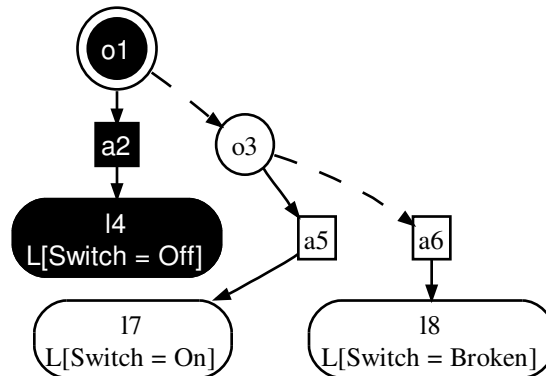 o1
a2
o3
l4
L[Switch = Off]
a5
a6
l7
L[Switch = On]
l8
L[Switch = Broken]